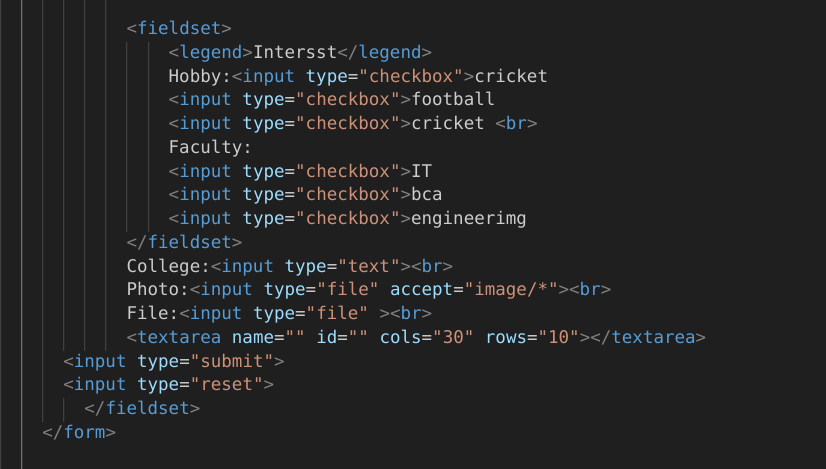 <fieldset>
<legend>Intersst</legend>
Hobby:<input type="checkbox">cricket
<input type="checkbox">football
<input type="checkbox">cricket <br>
Faculty:
<input type="checkbox">IT
<input type="checkbox">bca
<input type="checkbox">engineerimg
</fieldset>
College:<input type="text"><br>
Photo:<input type="file" accept="image/*"><br>
File:<input type="file" ><br>
<textarea name="" id="" cols="30" rows="10"></textarea>
<input type="submit">
<input type="reset">
</fieldset>
</form>